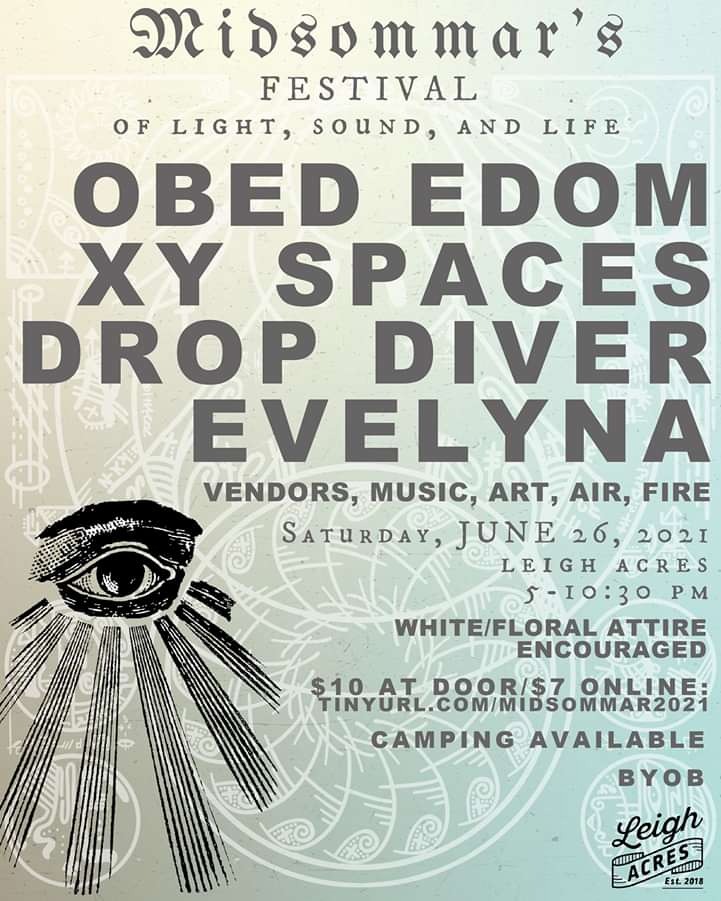 Midsommar's
FESTIVAL
OF LIGHT, SOUND, AND LIFE
OBED EDOM
XY SPACES
DROP DIVER
EVELYNA
VENDORS, MUSIC, ART, AIR, FIRE
SATURDAY, JUNE 26, 2021
LEIGH ACRES
5-10:30 PM
WHITE/FLORAL ATTIRE
ENCOURAGED
$10 AT DOOR/$7 ONLINE:
TINYURL.COM/MIDSOMMAR2021
CAMPING AVAILABLE
BYOB
Leigh
ACRES
Est. 2018